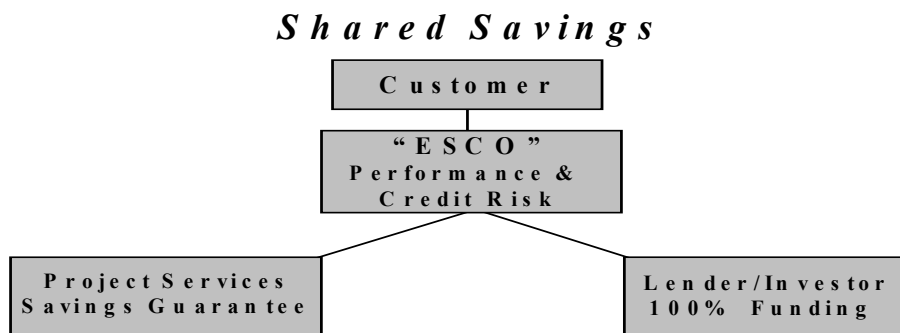 Shared Savings
Customer
“ESCO”
Performance &
Credit Risk
Project Services
Savings Guarantee
Lender/Investor
100% Funding